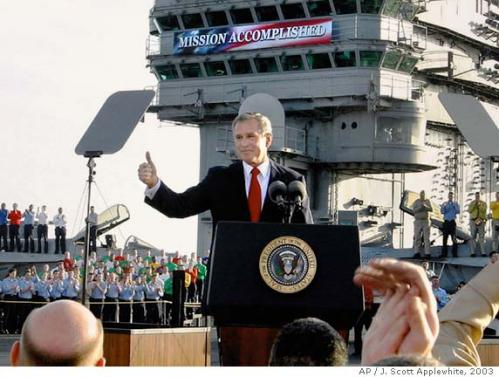 MISSION ACCOMPLISHED
AP / J. Scott Applewhite, 2003